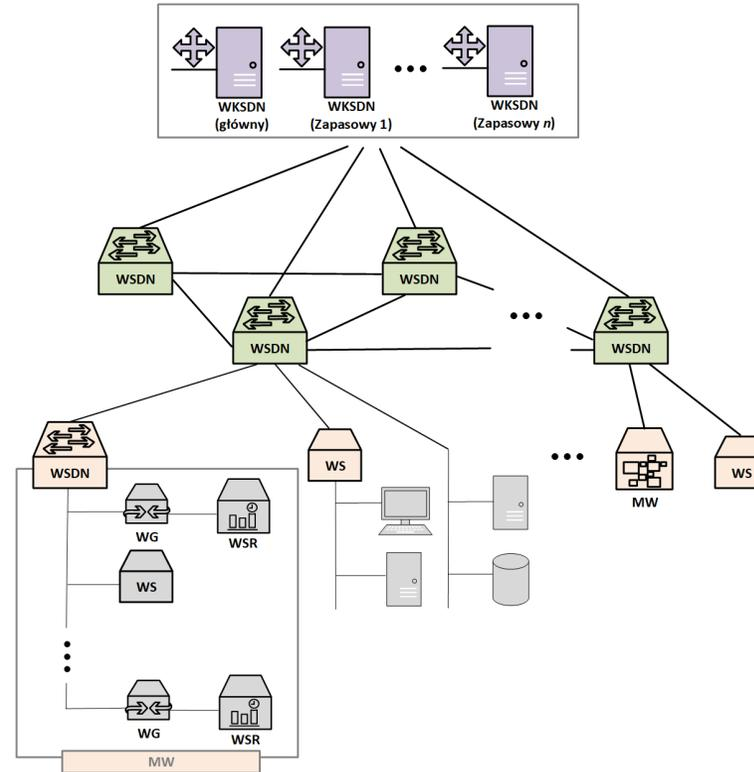 WKSDN
(główny)
WKSDN
(Zapasowy 1)
WKSDN
(Zapasowy n)
WSDN
WSDN
WSDN
WSDN
WSDN
WS
MW
WS
WG
WSR
WS
WG
WSR
MW